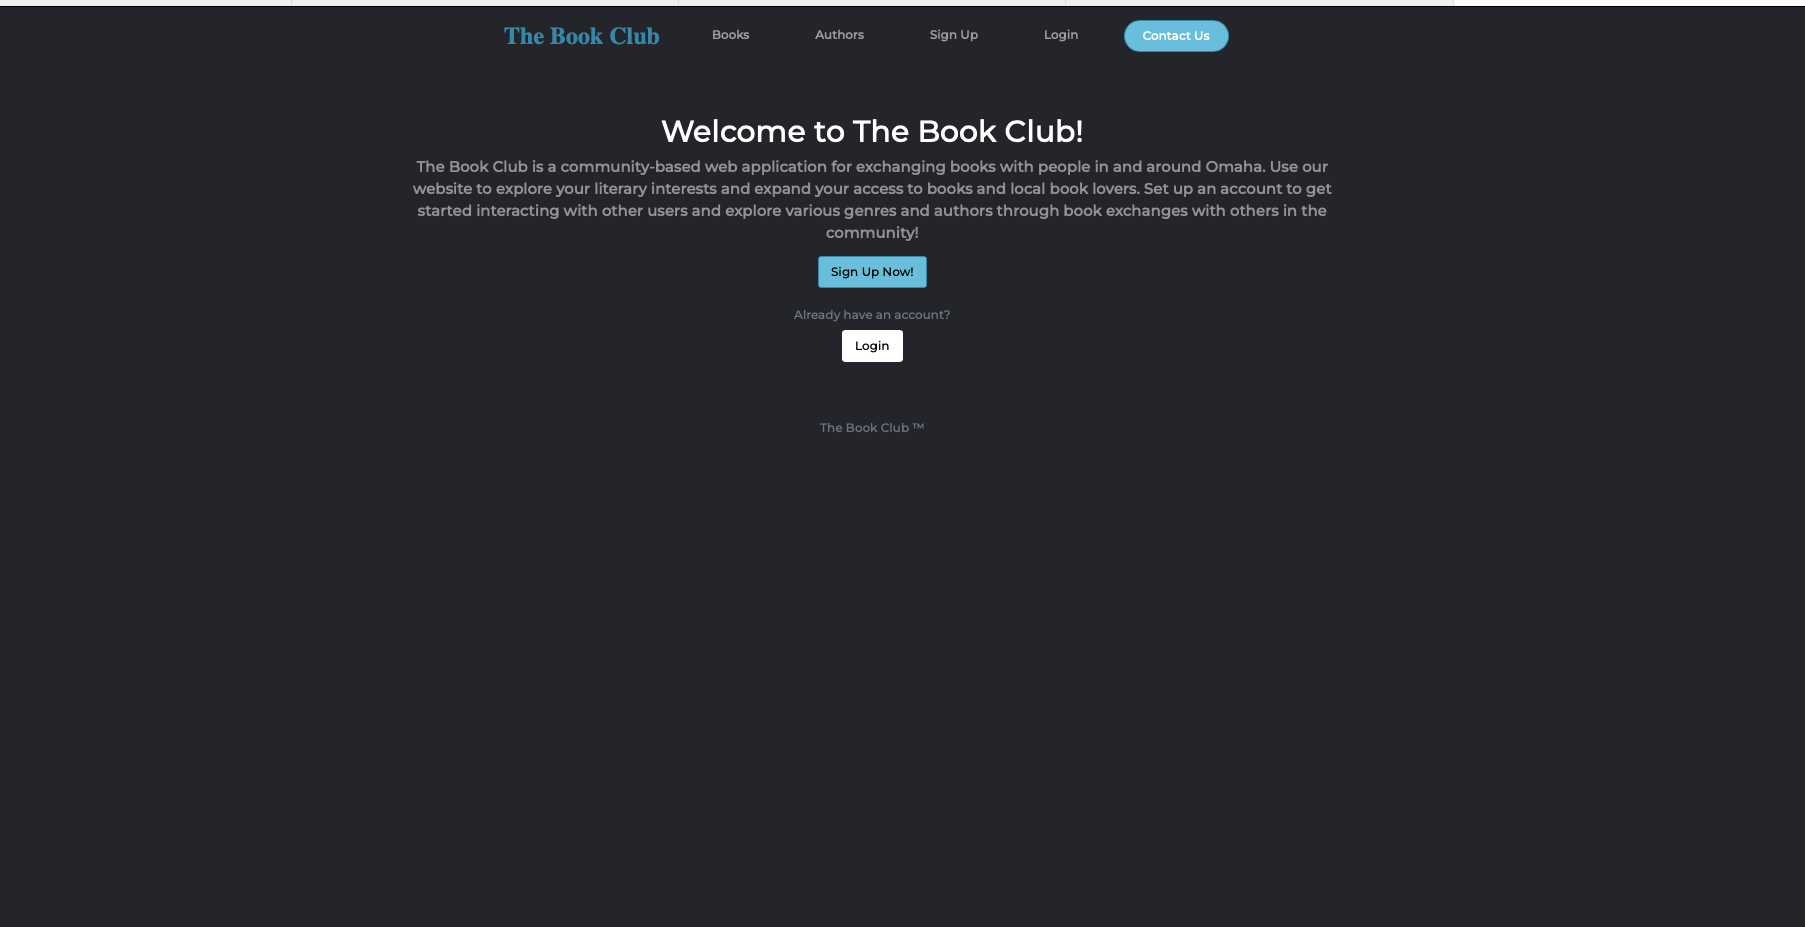 The Book Club
Books
Authors
Sign Up
Login
Contact Us
Welcome to The Book Club!
The Book Club is a community-based web application for exchanging books with people in and around Omaha. Use our
website to explore your literary interests and expand your access to books and local book lovers. Set up an account to get
started interacting with other users and explore various genres and authors through book exchanges with others in the
community!
Sign Up Now!
Already have an account?
Login
The Book Club ™